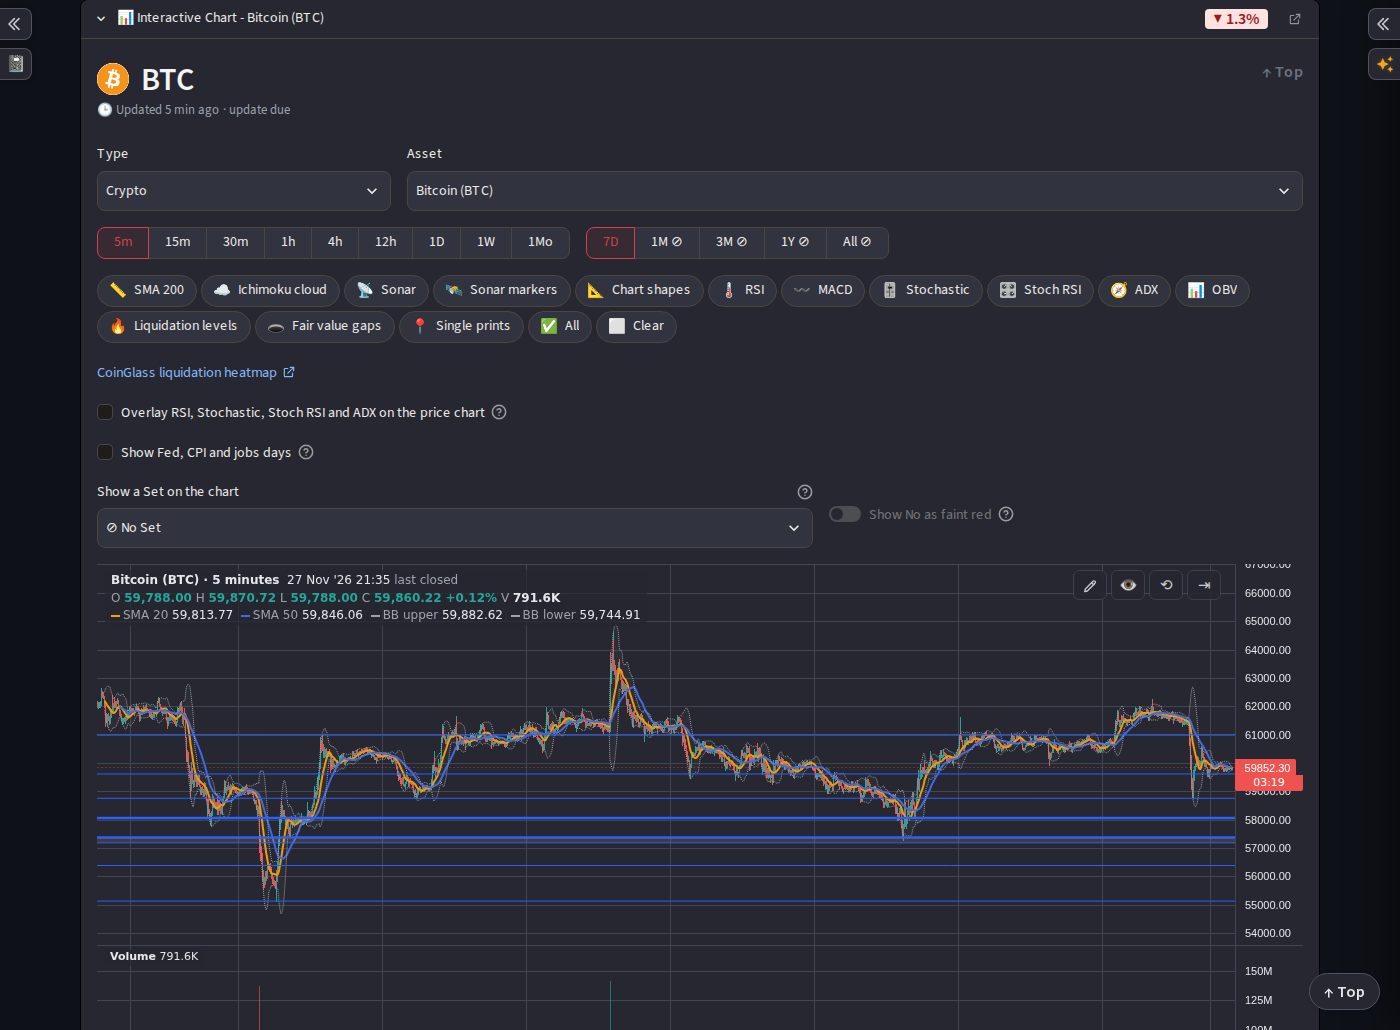 Interactive Chart - Bitcoin (BTC)
▼ 1.3%
BTC
↑ Top
Updated 5 min ago · update due
Type
Asset
Crypto
Bitcoin (BTC)
5m 15m 30m 1h 4h 12h 1D 1W 1Mo 7D 1M ⊘ 3M ⊘ 1Y ⊘ All ⊘
SMA 200 Ichimoku cloud Sonar Sonar markers Chart shapes RSI MACD Stochastic Stoch RSI ADX OBV
Liquidation levels Fair value gaps Single prints All Clear
CoinGlass liquidation heatmap
Overlay RSI, Stochastic, Stoch RSI and ADX on the price chart
Show Fed, CPI and jobs days
Show a Set on the chart
⊘ No Set
Show No as faint red
Bitcoin (BTC) · 5 minutes 27 Nov '26 21:35 last closed
O 59,788.00 H 59,870.72 L 59,788.00 C 59,860.22 +0.12% V 791.6K
SMA 20 59,813.77 SMA 50 59,846.06 BB upper 59,882.62 BB lower 59,744.91
67000.00
66000.00
65000.00
64000.00
63000.00
62000.00
61000.00
59852.30
03:19
59000.00
58000.00
57000.00
56000.00
55000.00
54000.00
Volume 791.6K
150M
125M
100M
↑ Top